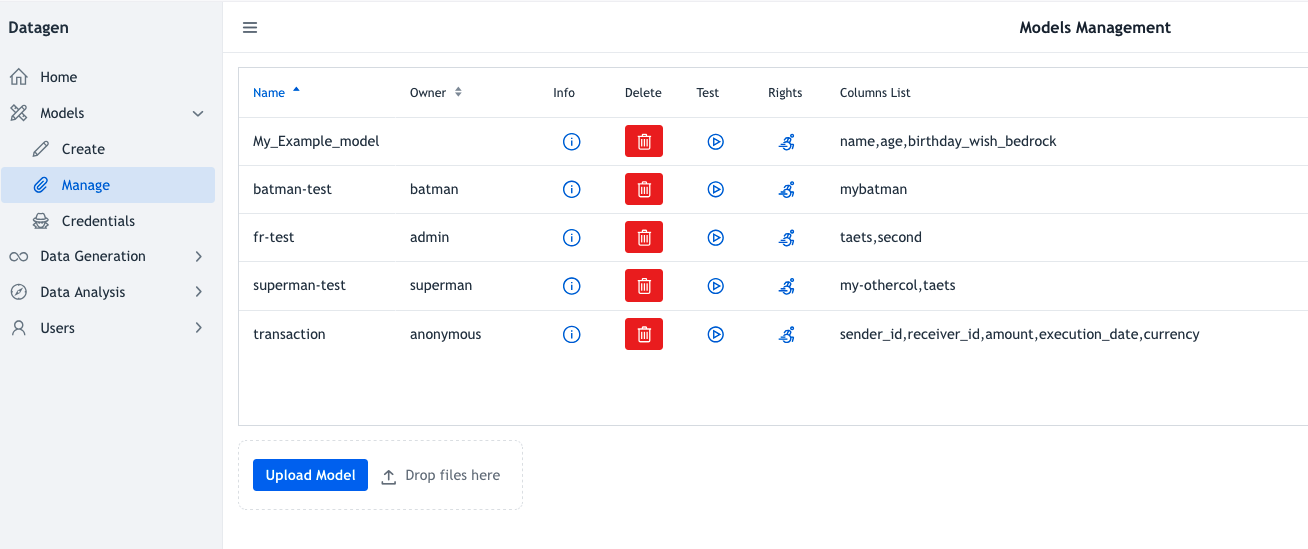 Datagen
Models Management
Home
Models
Create
Manage
Credentials
Data Generation
Data Analysis
Users
Name Owner Info Delete Test Rights Columns List
My_Example_model name,age,birthday_wish_bedrock
batman-test batman mybatman
fr-test admin taets,second
superman-test superman my-othercol,taets
transaction anonymous sender_id,receiver_id,amount,execution_date,currency
Upload Model Drop files here